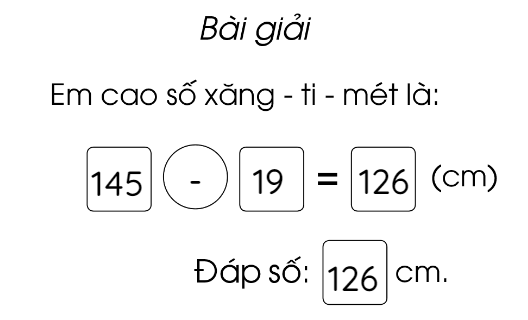 Bài giải
Em cao số xăng - ti - mét là:
145 - 19 = 126 (cm)
Đáp số: 126 cm.